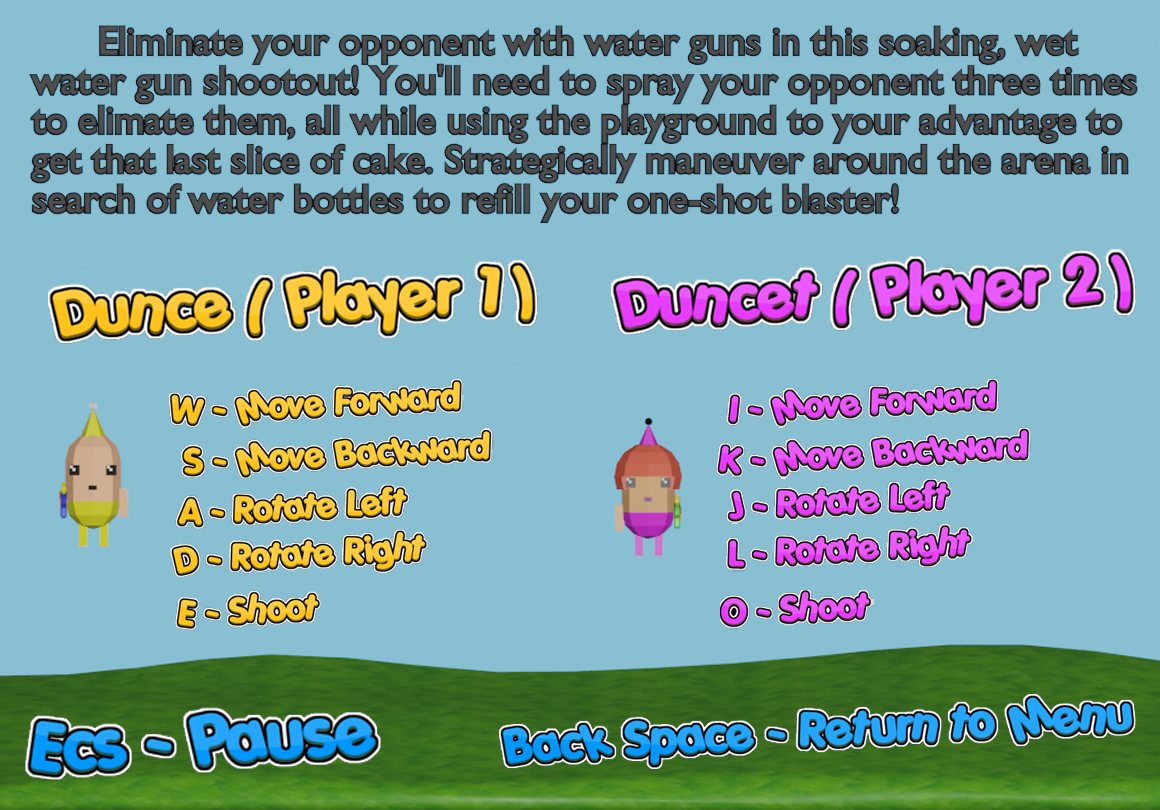 Eliminate your opponent with water guns in this soaking, wet
water gun shootout! You'll need to spray your opponent three times
to elimate them, all while using the playground to your advantage to
get that last slice of cake. Strategically maneuver around the arena in
search of water bottles to refill your one-shot blaster!
Dunce ( Player 1 )
W - Move Forward
S - Move Backward
A - Rotate Left
D - Rotate Right
E - Shoot
Duncet ( Player 2 )
I - Move Forward
K - Move Backward
J - Rotate Left
L - Rotate Right
O - Shoot
Ecs - Pause
Back Space - Return to Menu